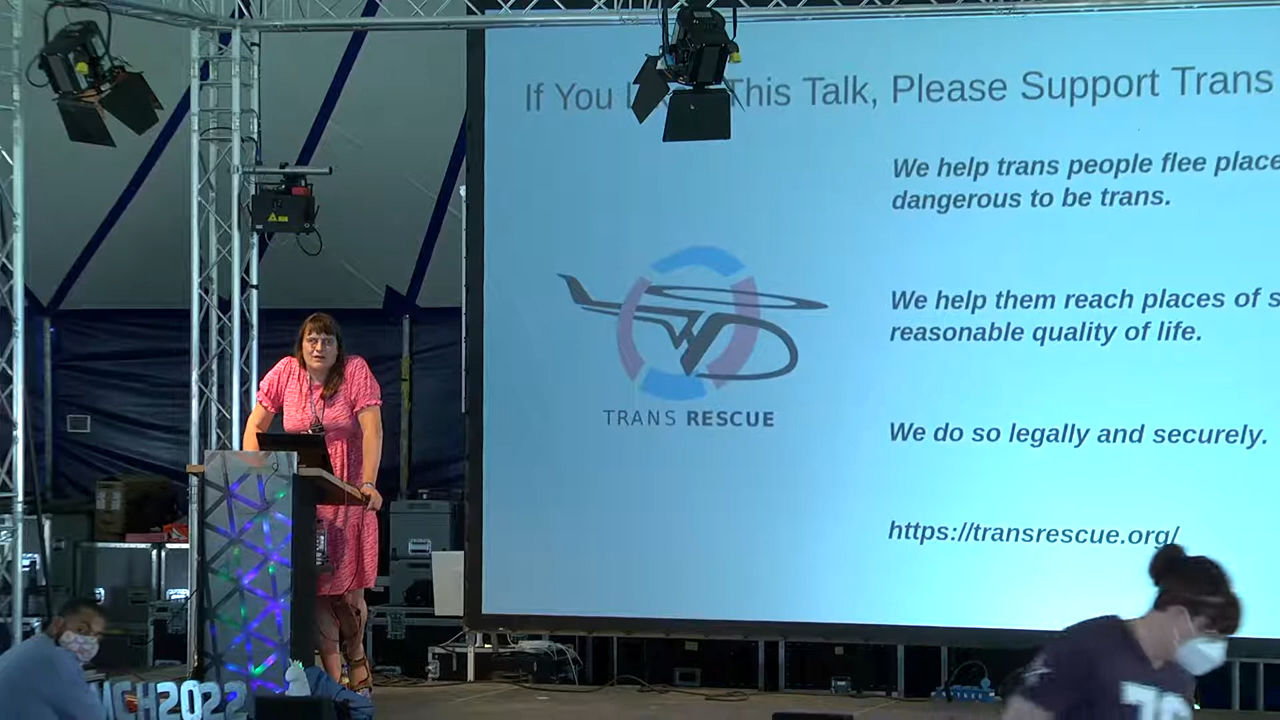 If You This Talk, Please Support Trans
We help trans people flee place
dangerous to be trans.
We help them reach places of s
reasonable quality of life.
TRANS RESCUE
We do so legally and securely.
https://transrescue.org/
MCH2022